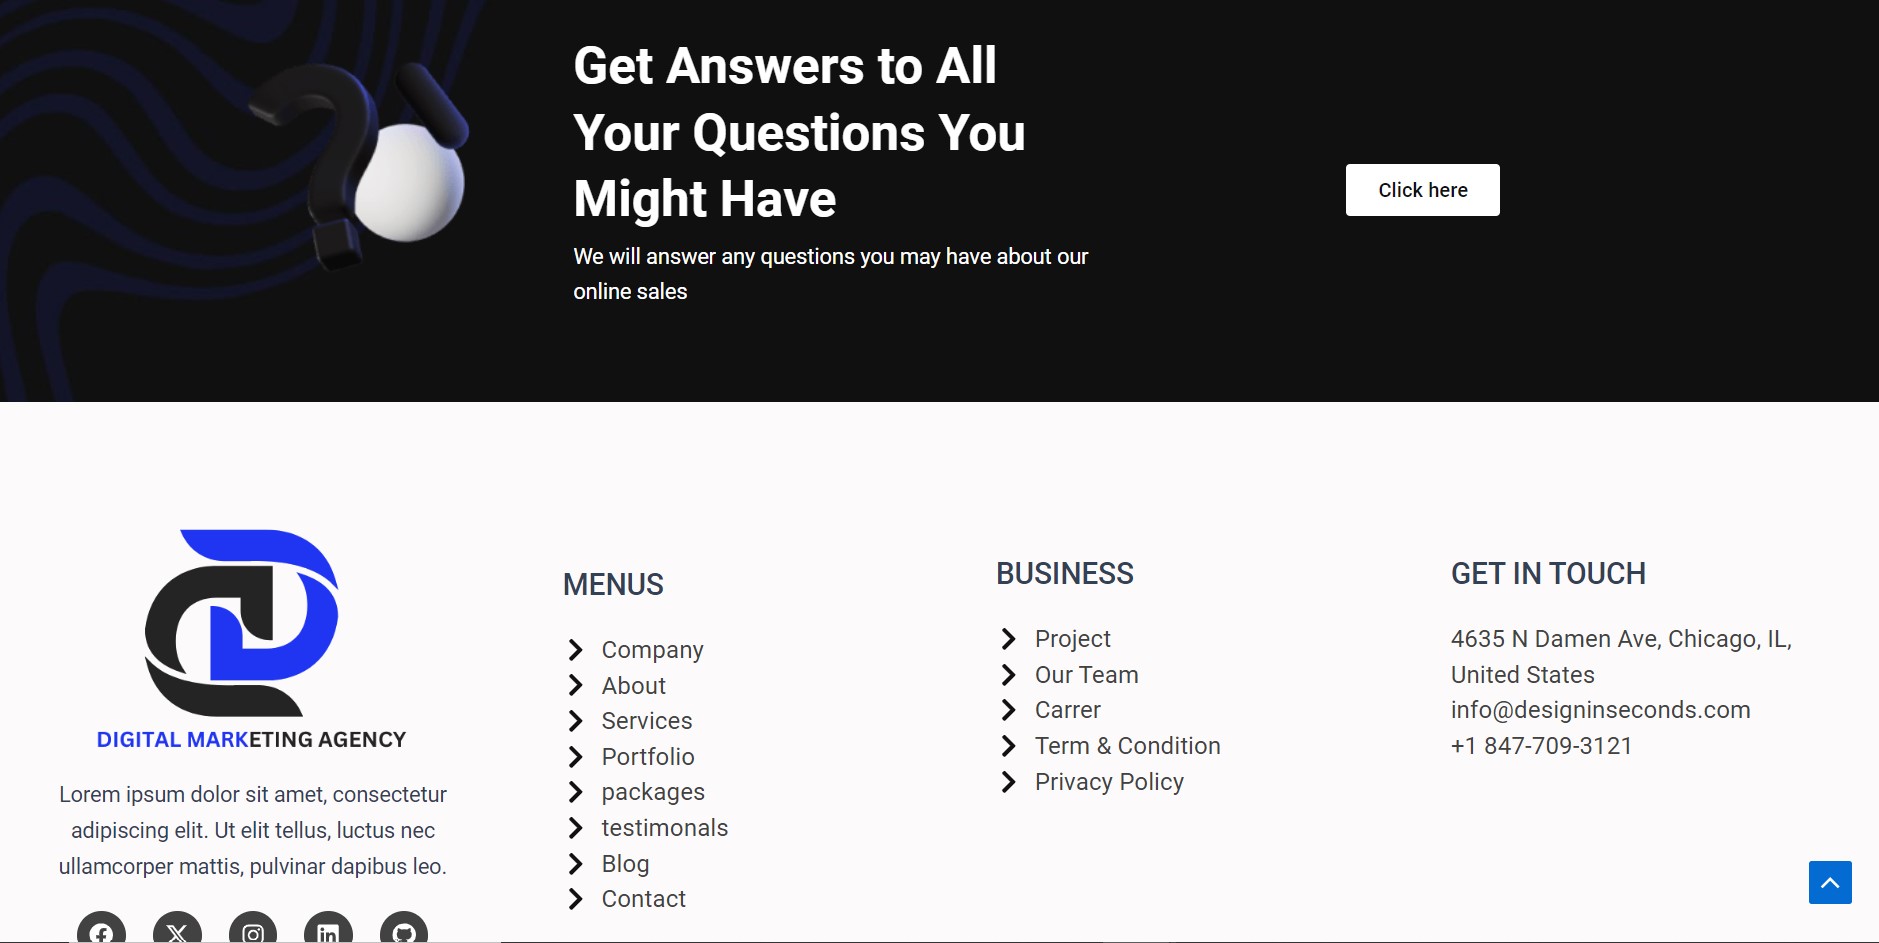 Get Answers to All
Your Questions You
Might Have
We will answer any questions you may have about our
online sales
Click here
DIGITAL MARKETING AGENCY
Lorem ipsum dolor sit amet, consectetur
adipiscing elit. Ut elit tellus, luctus nec
ullamcorper mattis, pulvinar dapibus leo.
MENUS
Company
About
Services
Portfolio
packages
testimonals
Blog
Contact
BUSINESS
Project
Our Team
Carrer
Term & Condition
Privacy Policy
GET IN TOUCH
4635 N Damen Ave, Chicago, IL,
United States
info@designinseconds.com
+1 847-709-3121